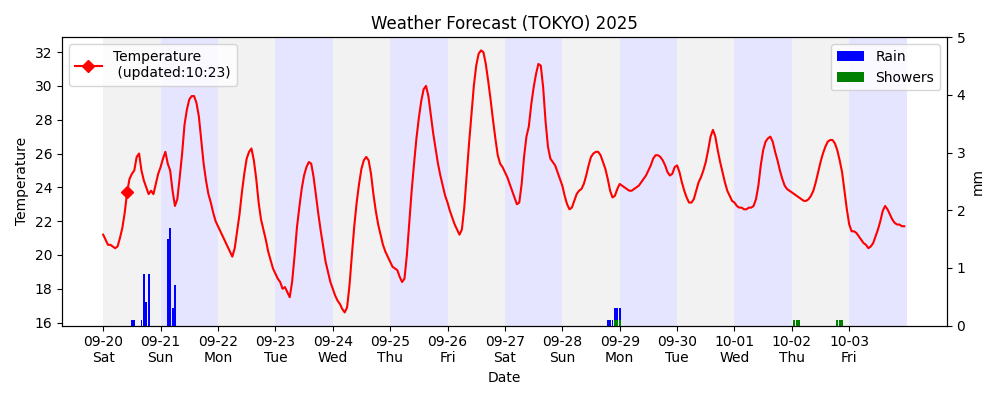 Weather Forecast (TOKYO) 2025
Temperature
(updated:10:23)
Rain
Showers
Temperature
32
30
28
26
24
22
20
18
16
5
4
3
2
1
0
mm
09-20 09-21 09-22 09-23 09-24 09-25 09-26 09-27 09-28 09-29 09-30 10-01 10-02 10-03
Sat Sun Mon Tue Wed Thu Fri Sat Sun Mon Tue Wed Thu Fri
Date